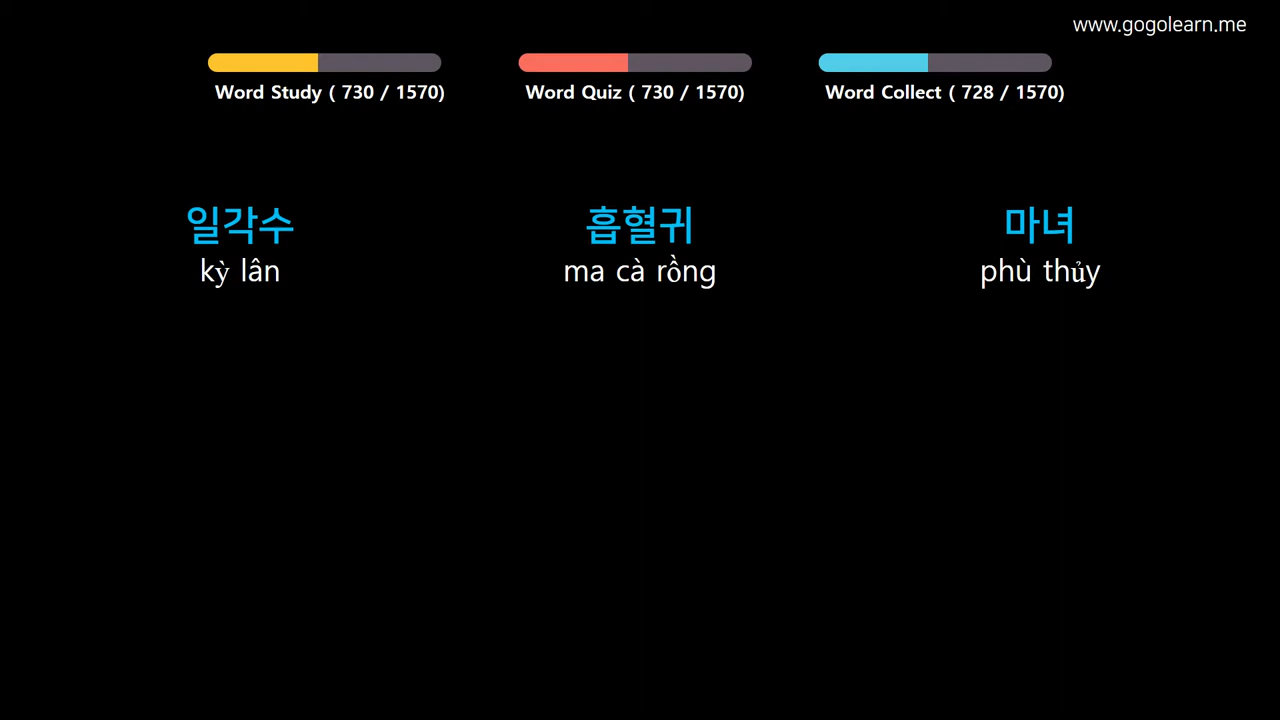 www.gogolearn.me
Word Study ( 730 / 1570)
Word Quiz ( 730 / 1570)
Word Collect ( 728 / 1570)
일각수
kỳ lân
흡혈귀
ma cà rồng
마녀
phù thủy